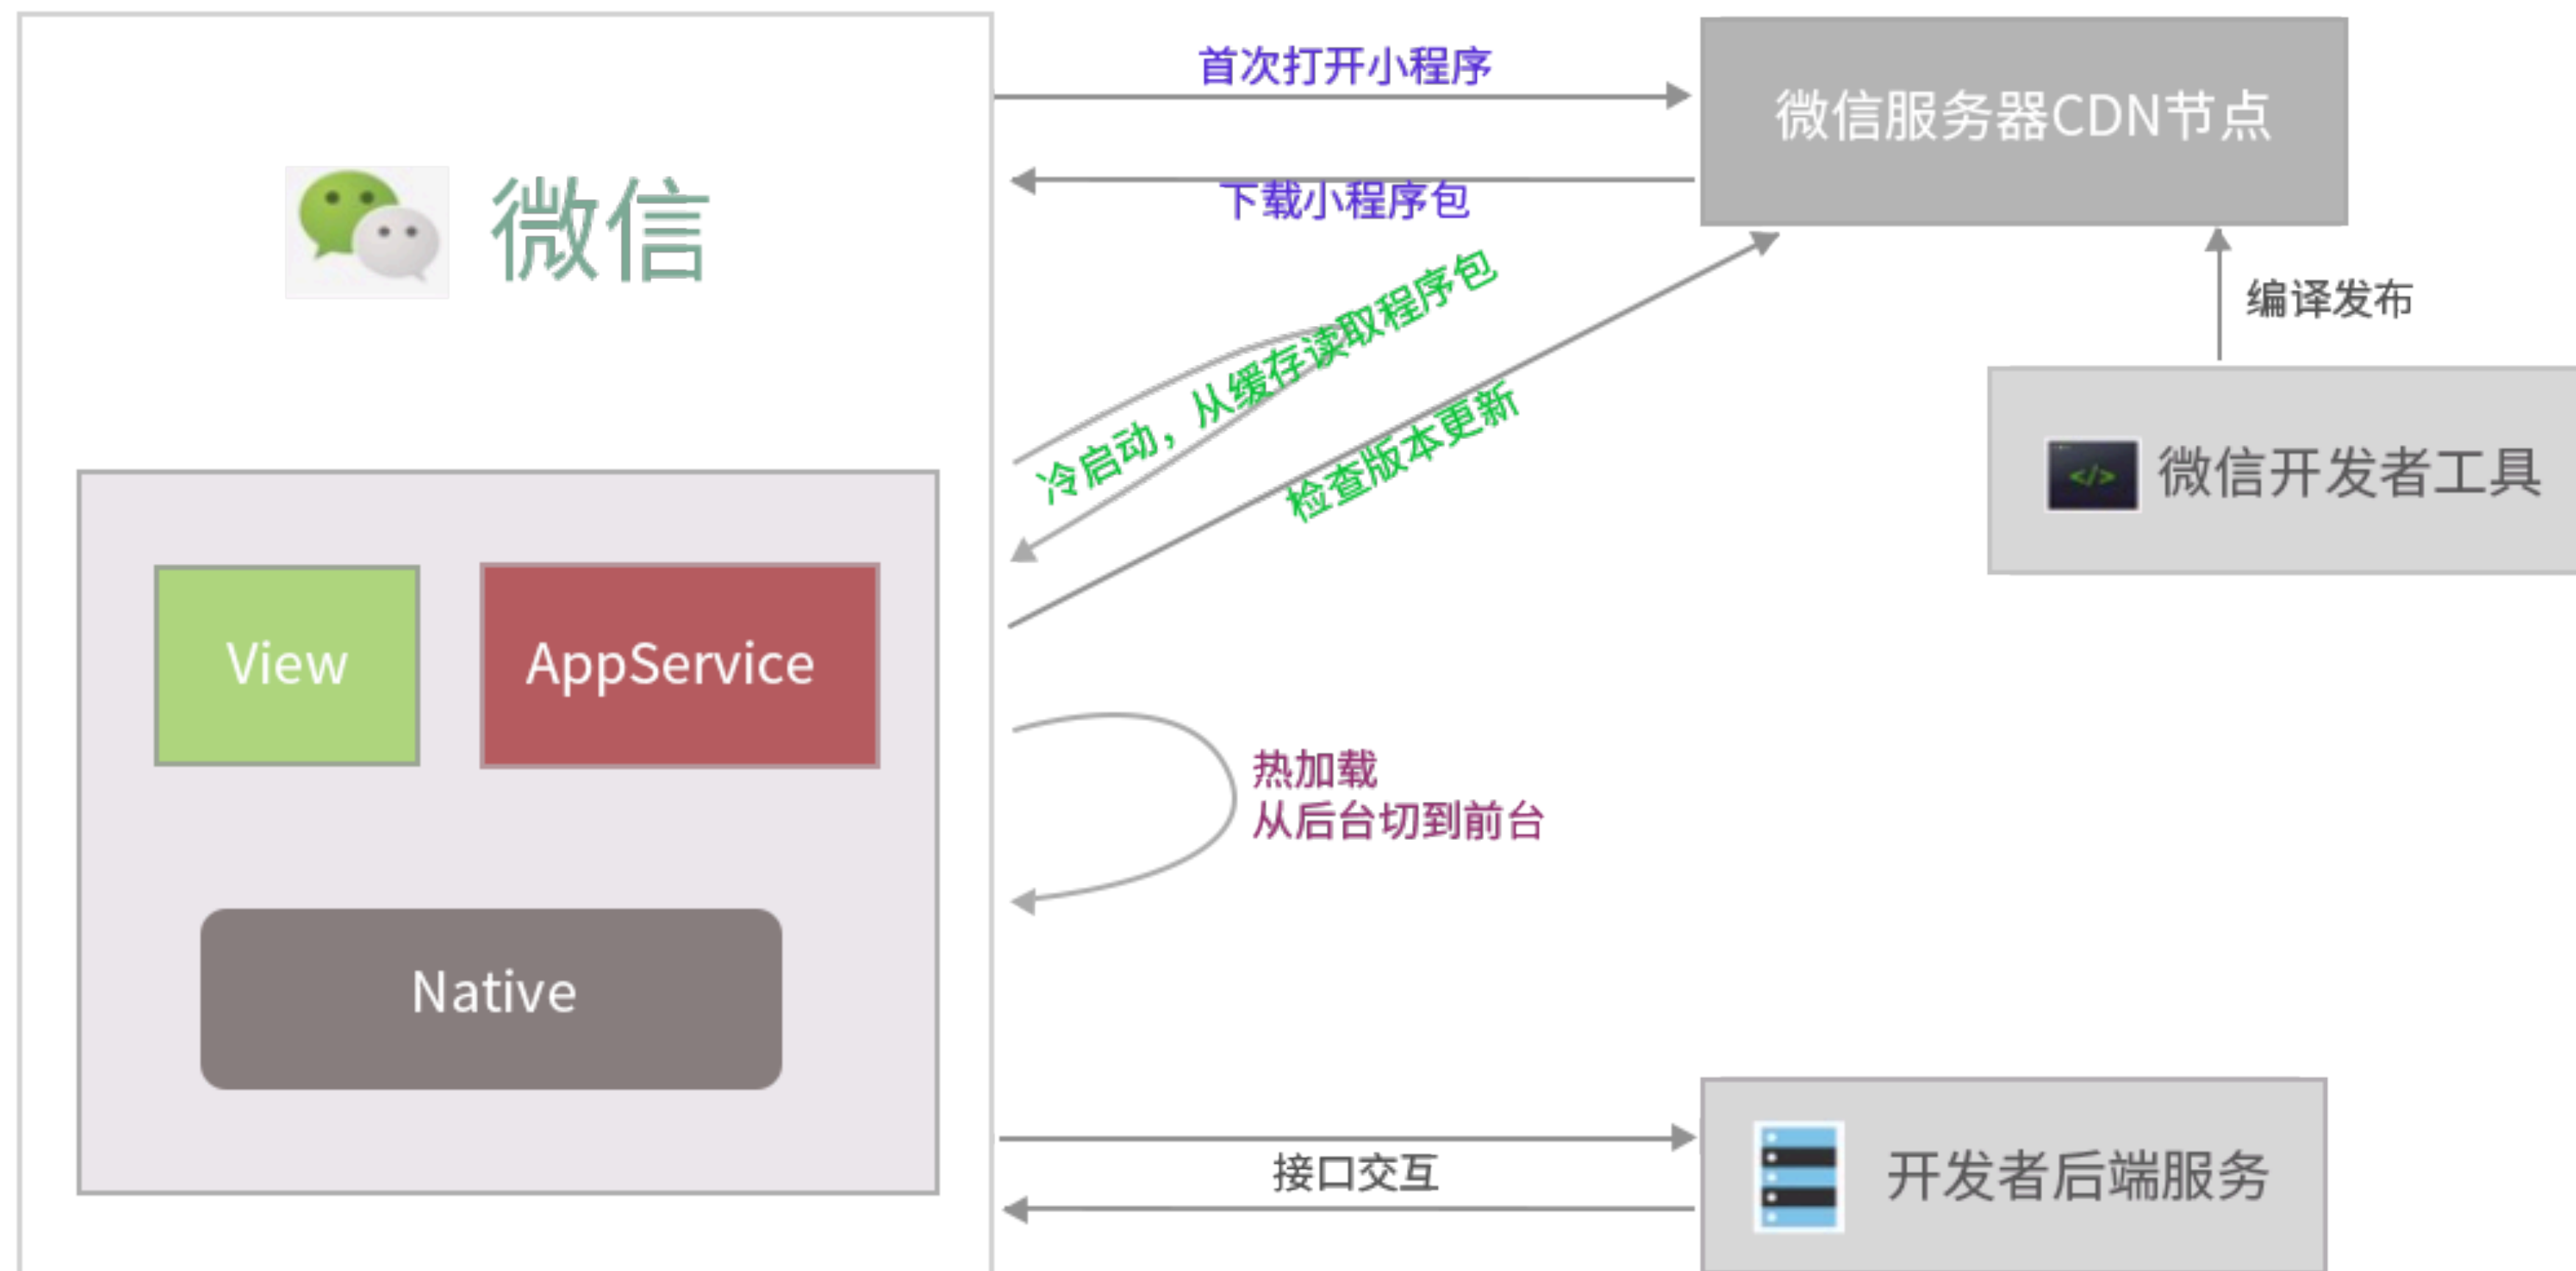 首次打开小程序
微信服务器CDN节点
下载小程序包
微信
冷启动，从缓存读取程序包
编译发布
检查版本更新
</> 微信开发者工具
View
AppService
热加载
从后台切到前台
Native
接口交互
开发者后端服务